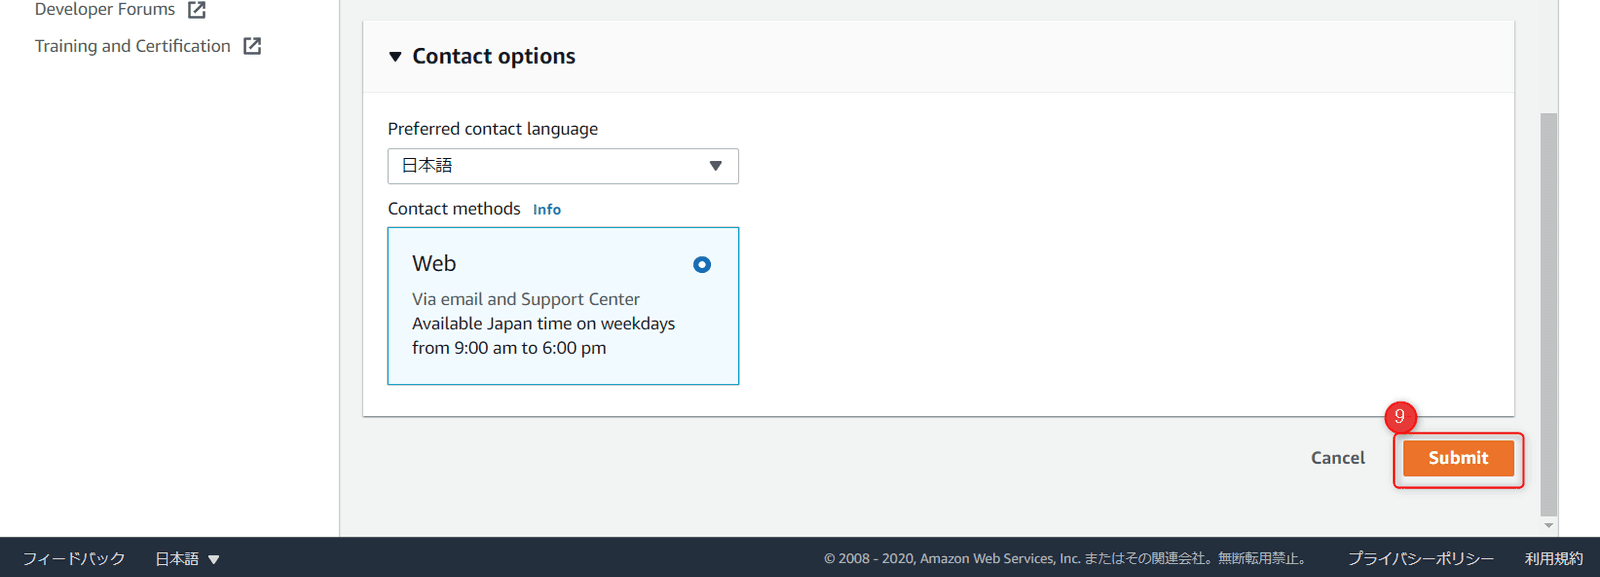 Developer Forums
Training and Certification
Contact options
Preferred contact language
日本語
Contact methods Info
Web
Via email and Support Center
Available Japan time on weekdays
from 9:00 am to 6:00 pm
9
Cancel
Submit
フィードバック
日本語
© 2008 - 2020, Amazon Web Services, Inc. またはその関連会社。無断転用禁止。
プライバシーポリシー
利用規約